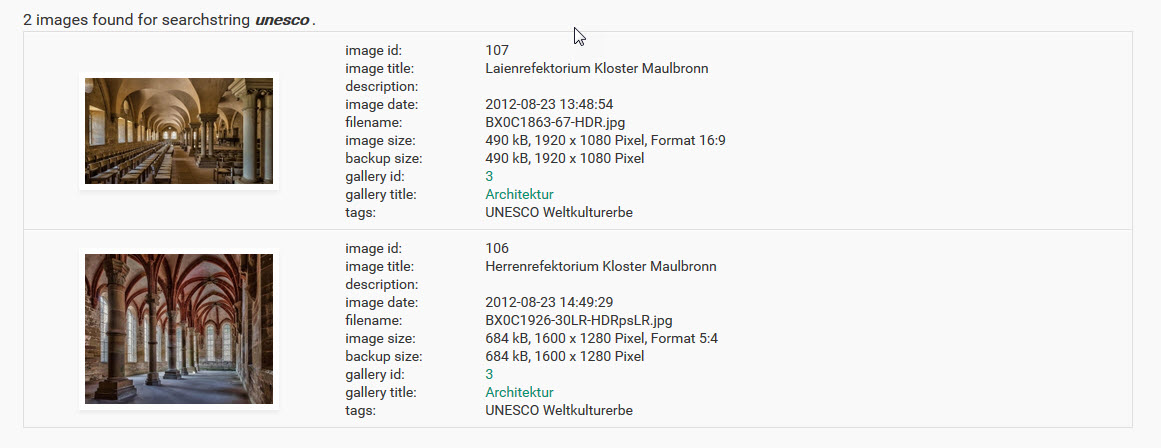 2 images found for searchstring unesco .
image id: 107
image title: Laienrefektorium Kloster Maulbronn
description:
image date: 2012-08-23 13:48:54
filename: BX0C1863-67-HDR.jpg
image size: 490 kB, 1920 x 1080 Pixel, Format 16:9
backup size: 490 kB, 1920 x 1080 Pixel
gallery id: 3
gallery title: Architektur
tags: UNESCO Weltkulturerbe
image id: 106
image title: Herrenrefektorium Kloster Maulbronn
description:
image date: 2012-08-23 14:49:29
filename: BX0C1926-30LR-HDRpsLR.jpg
image size: 684 kB, 1600 x 1280 Pixel, Format 5:4
backup size: 684 kB, 1600 x 1280 Pixel
gallery id: 3
gallery title: Architektur
tags: UNESCO Weltkulturerbe